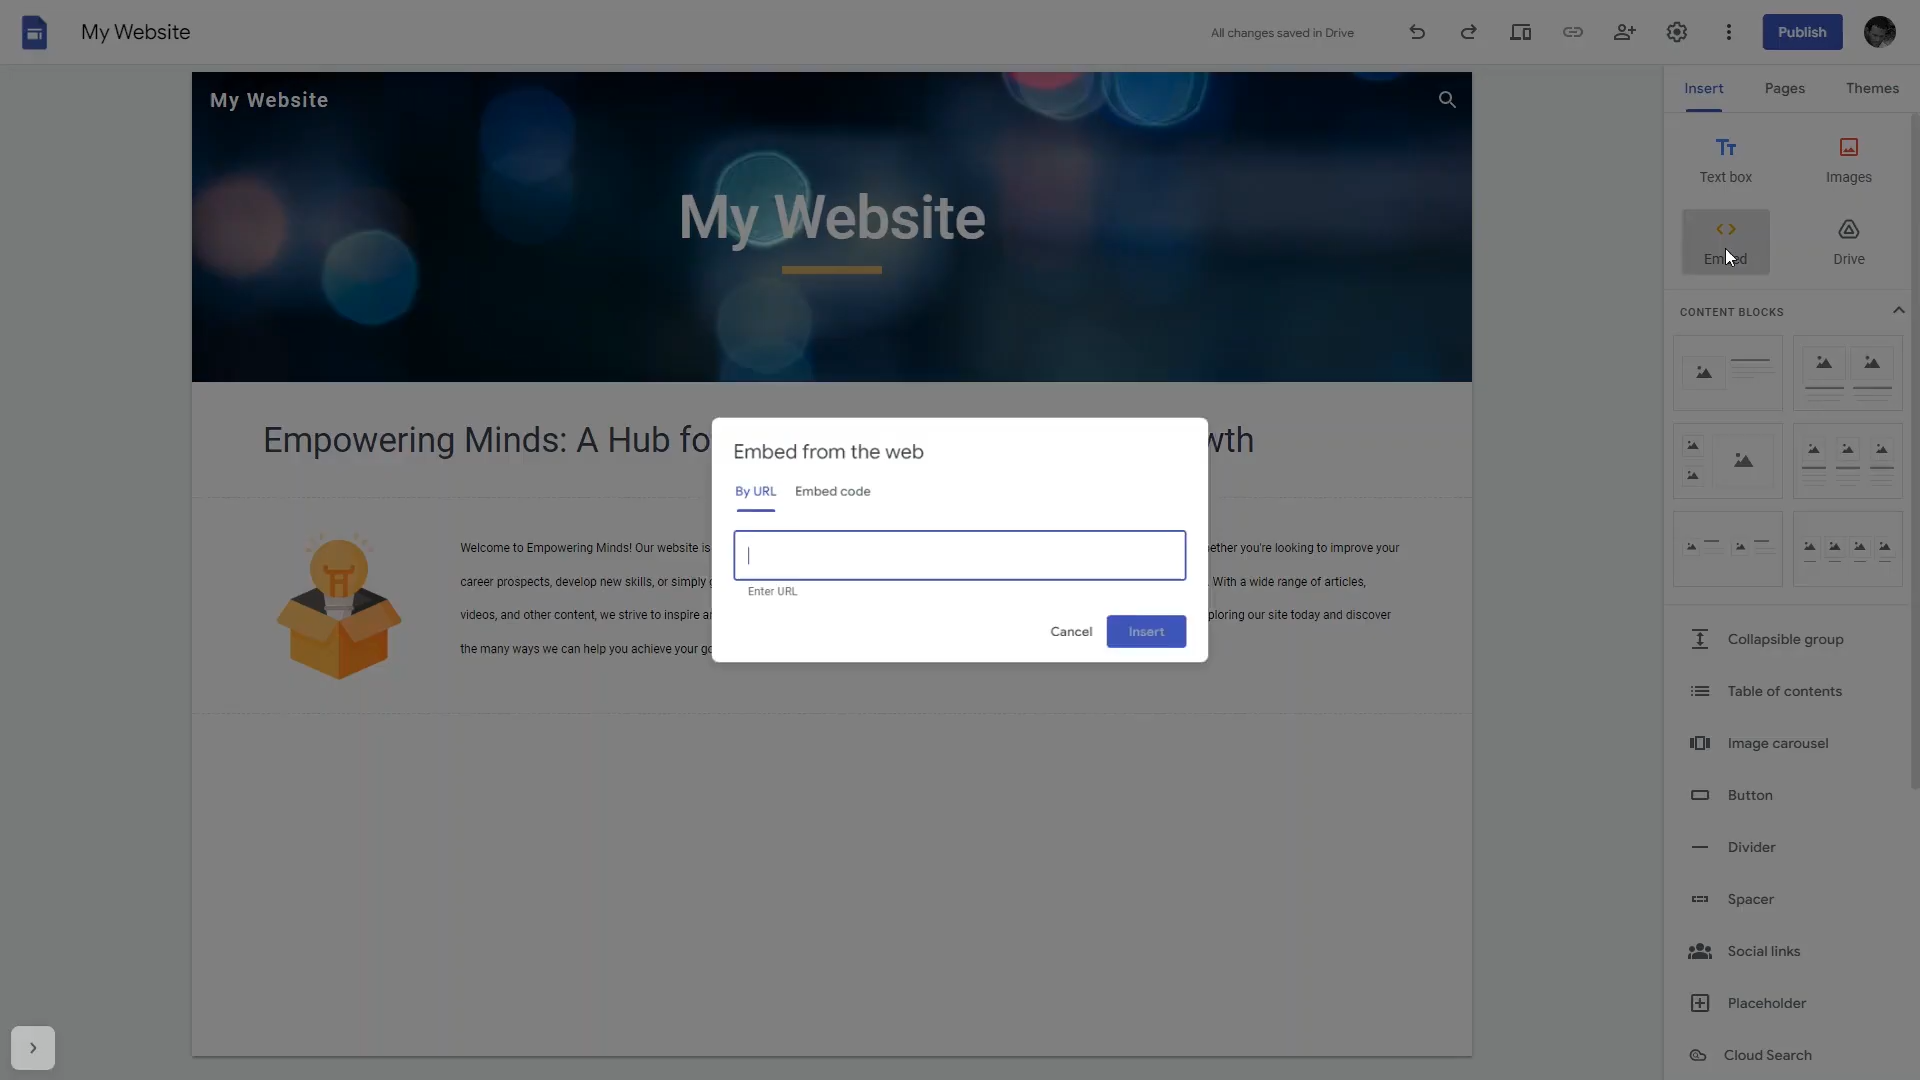 My Website
All changes saved in Drive
Publish
My Website
My Website
Insert
Pages
Themes
Text box
Images
Embed
Drive
CONTENT BLOCKS
Empowering Minds: A Hub fo
wth
Embed from the web
By URL
Embed code
Enter URL
Cancel
Insert
Welcome to Empowering Minds! Our website is
ether you're looking to improve your
career prospects, develop new skills, or simply
. With a wide range of articles,
videos, and other content, we strive to inspire
ploring our site today and discover
the many ways we can help you achieve your
Collapsible group
Table of contents
Image carousel
Button
Divider
Spacer
Social links
Placeholder
Cloud Search